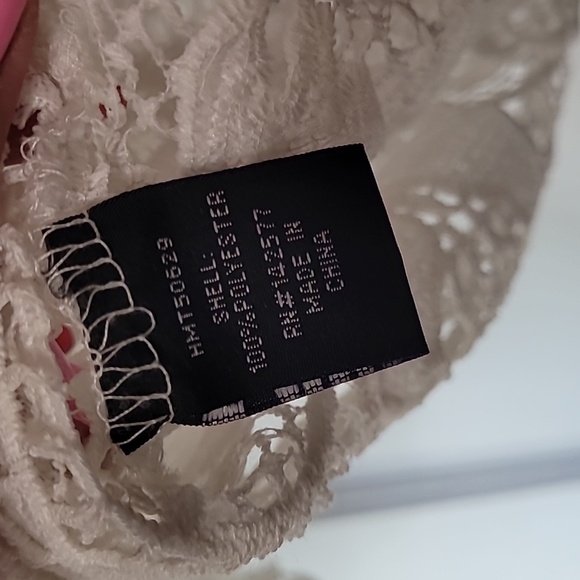 HMT50629
SHELL:
100%POLYESTER
RN#142577
MADE IN
CHINA